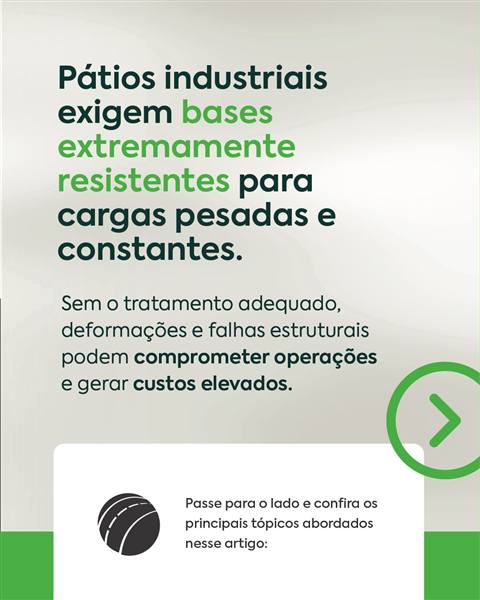 Pátios industriais
exigem bases
extremamente
resistentes para
cargas pesadas e
constantes.
Sem o tratamento adequado,
deformações e falhas estruturais
podem comprometer operações
e gerar custos elevados.
Passe para o lado e confira os
principais tópicos abordados
nesse artigo: